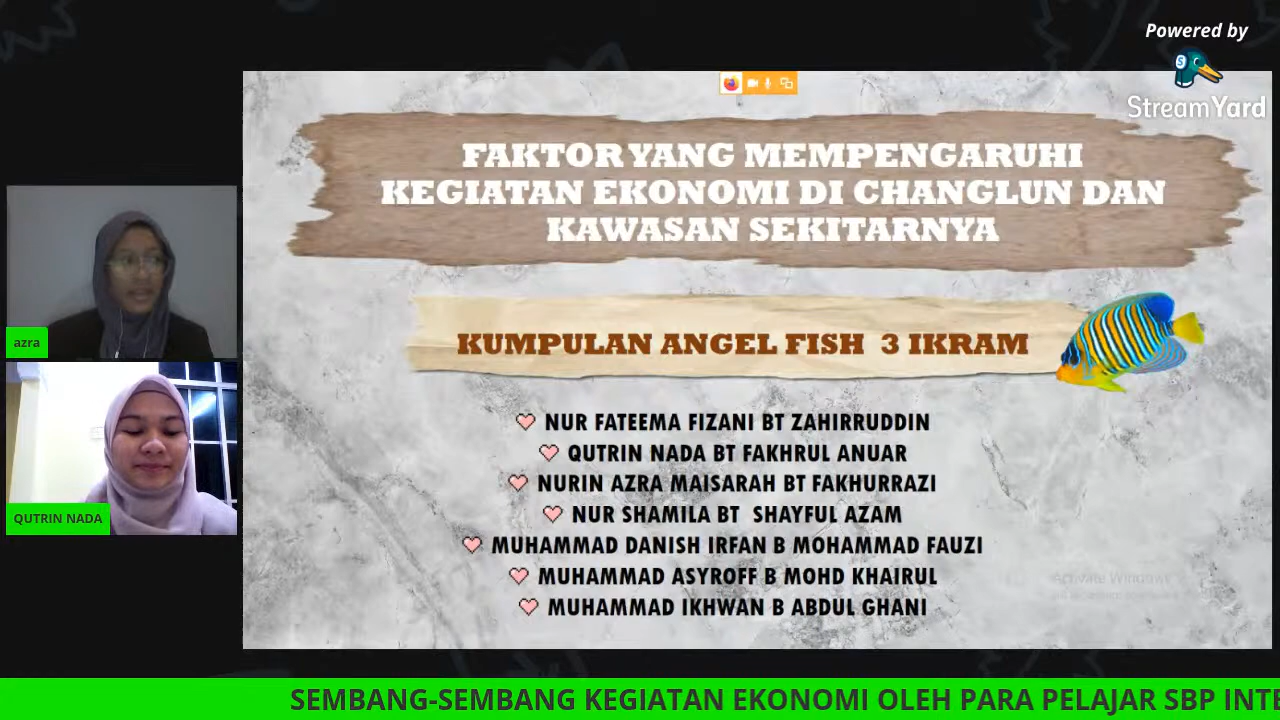 Powered by
StreamYard
FAKTOR YANG MEMPENGARUHI
KEGIATAN EKONOMI DI CHANGLUN DAN
KAWASAN SEKITARNYA
KUMPULAN ANGEL FISH 3 IKRAM
NUR FATEEMA FIZANI BT ZAHIRRUDDIN
QUTRIN NADA BT FAKHRUL ANUAR
NURIN AZRA MAISARAH BT FAKHURRAZI
NUR SHAMILA BT SHAYFUL AZAM
MUHAMMAD DANISH IRFAN B MOHAMMAD FAUZI
MUHAMMAD ASYROFF B MOHD KHAIRUL
MUHAMMAD IKHWAN B ABDUL GHANI
Activate Windows
azra
QUTRIN NADA
SEMBANG-SEMBANG KEGIATAN EKONOMI OLEH PARA PELAJAR SBP INTE